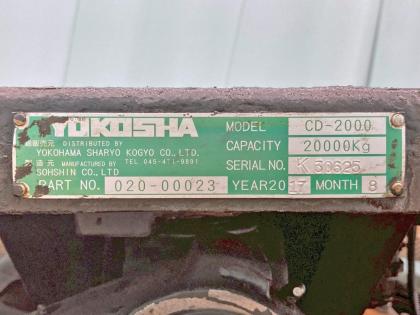 YOKOSHA
総販売元 DISTRIBUTED BY
YOKOHAMA SHARYO KOGYO CO., LTD.
製造元 MANUFACTURED BY TEL 045-471-9891
SOHSHIN CO., LTD
PART NO. 020-00023
MODEL CD-2000
CAPACITY 20000Kg
SERIAL NO. K 60625
YEAR 2017 MONTH 8